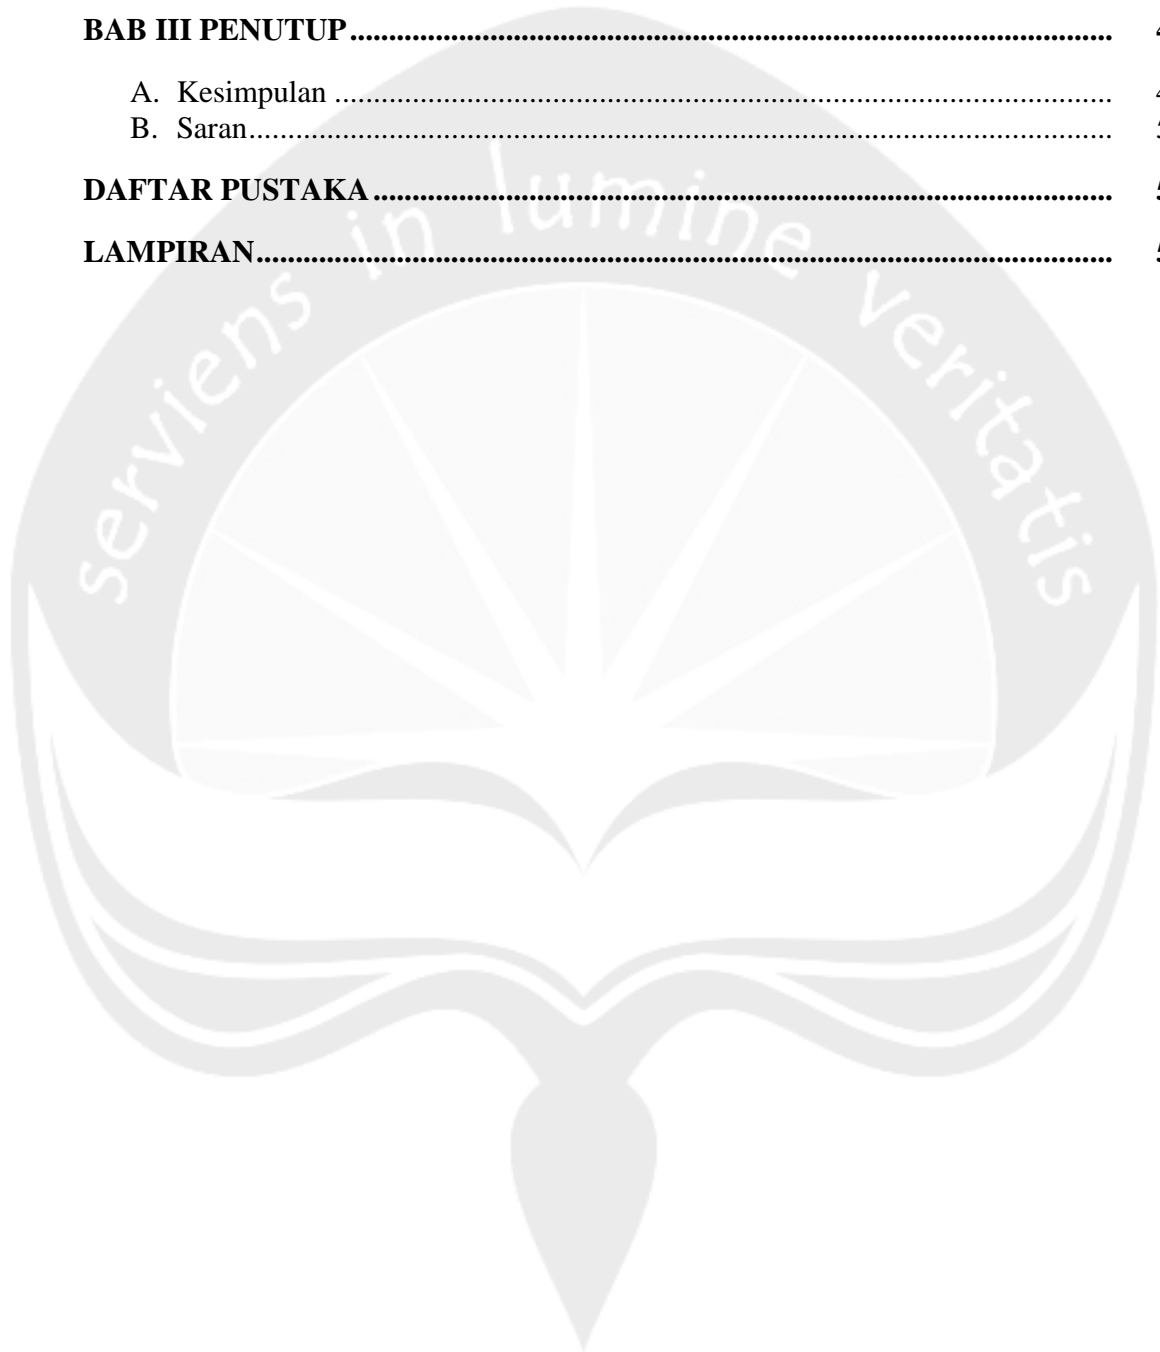 BAB III PENUTUP ........................................................................................................
A. Kesimpulan ........................................................................................................
B. Saran........................................................................................................
DAFTAR PUSTAKA ........................................................................................................
LAMPIRAN........................................................................................................
serviens in lumine veritatis